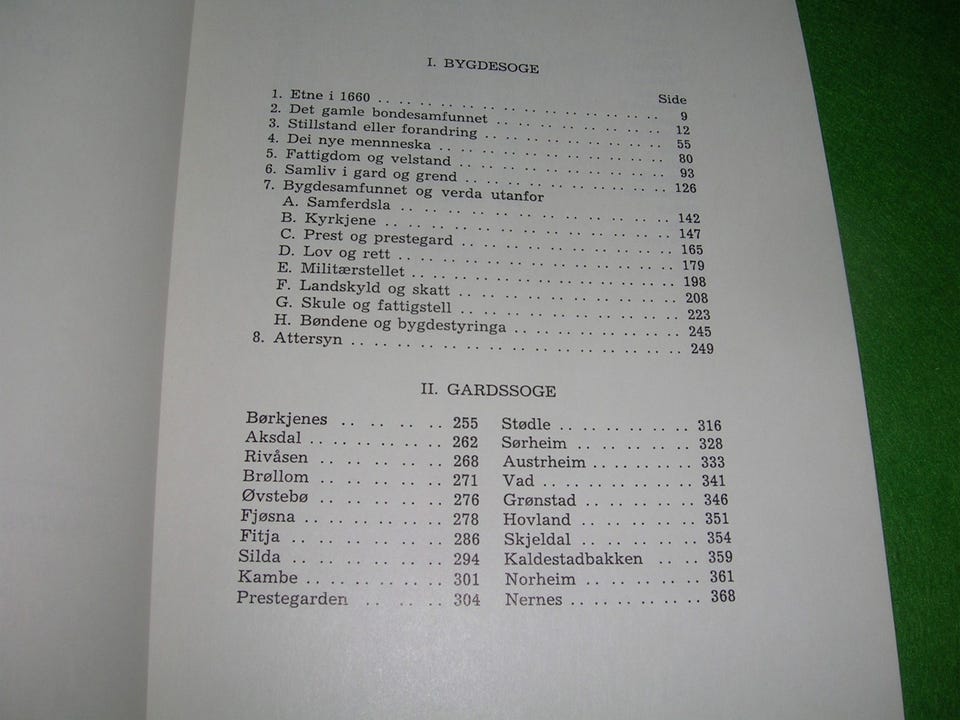 I. BYGDESOGE
Side
1. Etne i 1660 .. .. .. .. .. .. .. .. .. .. .. .. .. 9
2. Det gamle bondesamfunnet .. .. .. .. .. .. .. .. 12
3. Stillstand eller forandring .. .. .. .. .. .. .. .. .. 55
4. Dei nye mennneska .. .. .. .. .. .. .. .. .. .. .. 80
5. Fattigdom og velstand .. .. .. .. .. .. .. .. .. .. 93
6. Samliv i gard og grend .. .. .. .. .. .. .. .. .. .. 126
7. Bygdesamfunnet og verda utanfor
A. Samferdsla .. .. .. .. .. .. .. .. .. .. .. .. 142
B. Kyrkjene .. .. .. .. .. .. .. .. .. .. .. .. .. 147
C. Prest og prestegard .. .. .. .. .. .. .. .. .. .. 165
D. Lov og rett .. .. .. .. .. .. .. .. .. .. .. .. 179
E. Militærstellet .. .. .. .. .. .. .. .. .. .. .. .. 198
F. Landskyld og skatt .. .. .. .. .. .. .. .. .. .. 208
G. Skule og fattigstell .. .. .. .. .. .. .. .. .. .. 223
H. Bøndene og bygdestyringa .. .. .. .. .. .. .. .. 245
8. Attersyn .. .. .. .. .. .. .. .. .. .. .. .. .. .. 249
II. GARDSSOGE
Børkjenes .. .. .. .. .. 255
Aksdal .. .. .. .. .. .. 262
Rivåsen .. .. .. .. .. .. 268
Brøllom .. .. .. .. .. .. 271
Øvstebø .. .. .. .. .. .. 276
Fjøsna .. .. .. .. .. .. 278
Fitja .. .. .. .. .. .. .. 286
Silda .. .. .. .. .. .. .. 294
Kambe .. .. .. .. .. .. 301
Prestegarden .. .. .. .. 304
Stødle .. .. .. .. .. .. 316
Sørheim .. .. .. .. .. .. 328
Austrheim .. .. .. .. .. 333
Vad .. .. .. .. .. .. .. 341
Grønstad .. .. .. .. .. 346
Hovland .. .. .. .. .. .. 351
Skjeldal .. .. .. .. .. .. 354
Kaldestadbakken .. .. 359
Norheim .. .. .. .. .. .. 361
Nernes .. .. .. .. .. .. 368